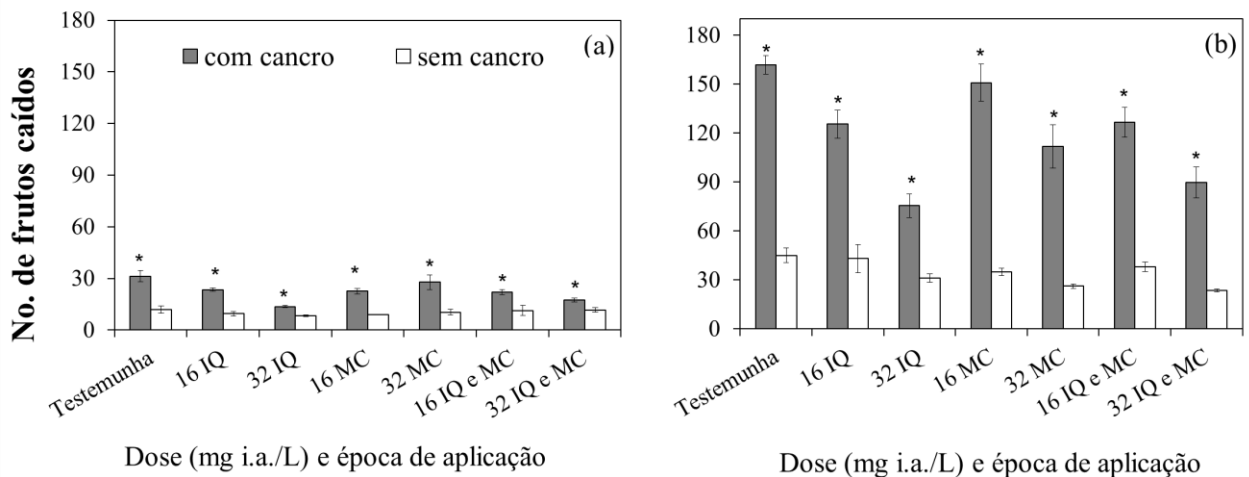 No. de frutos caídos
180
150
120
90
60
30
0
com cancro
sem cancro
(a)
*
*
*
*
*
*
*
Testemunha
16 IQ
32 IQ
16 MC
32 MC
16 IQ e MC
32 IQ e MC
Dose (mg i.a./L) e época de aplicação
180
150
120
90
60
30
0
(b)
*
*
*
*
*
*
*
Testemunha
16 IQ
32 IQ
16 MC
32 MC
16 IQ e MC
32 IQ e MC
Dose (mg i.a./L) e época de aplicação